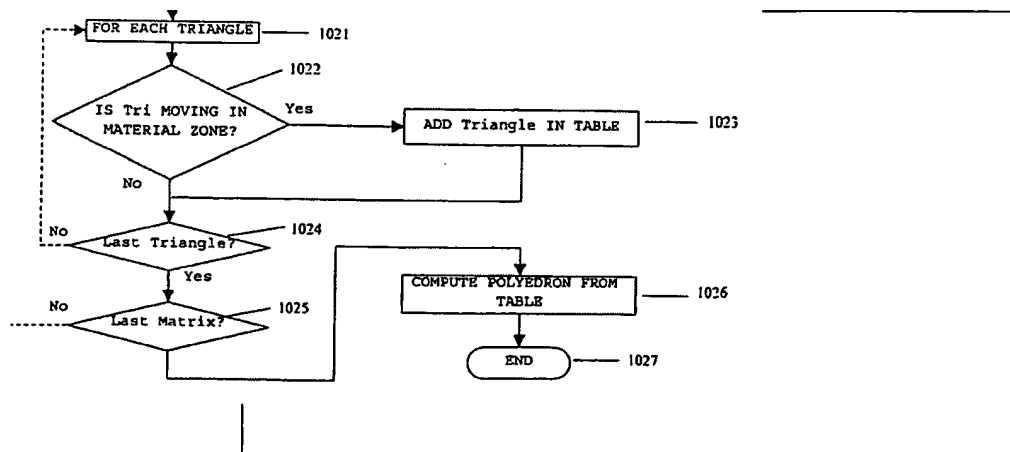 FOR EACH TRIANGLE
1021
1022
IS Tri MOVING IN
MATERIAL ZONE?
Yes
ADD Triangle IN TABLE
1023
No
No
Last Triangle?
1024
Yes
COMPUTE POLYEDRON FROM
TABLE
1026
No
Last Matrix?
1025
END
1027